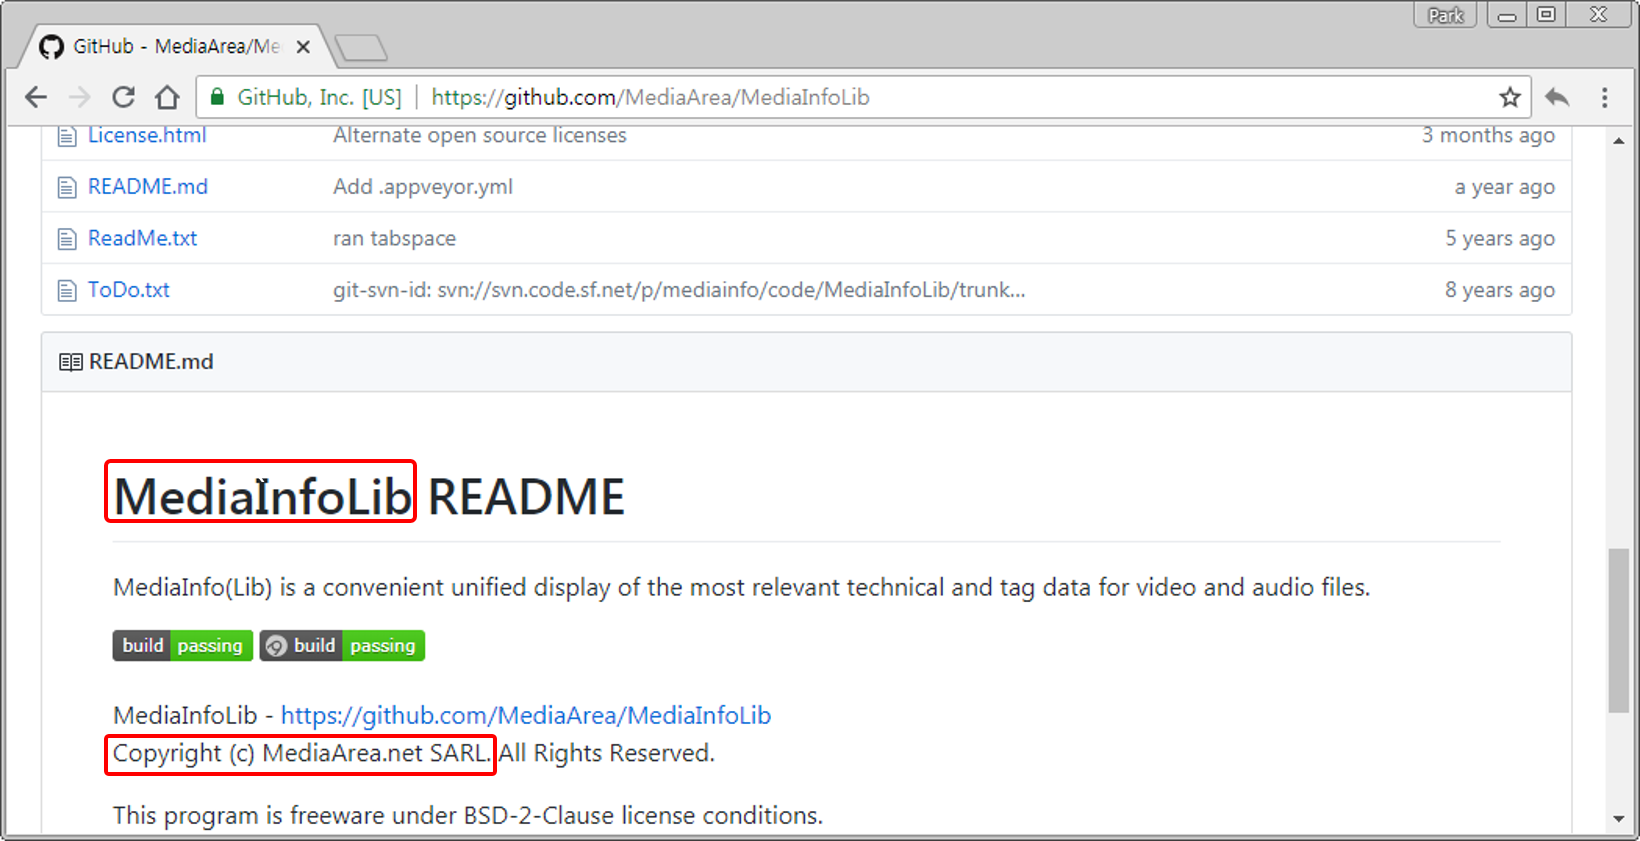 Park
GitHub - MediaArea/Me
GitHub, Inc. [US] https://github.com/MediaArea/MediaInfoLib
License.html Alternate open source licenses 3 months ago
README.md Add .appveyor.yml a year ago
ReadMe.txt ran tabspace 5 years ago
ToDo.txt git-svn-id: svn://svn.code.sf.net/p/mediainfo/code/MediaInfoLib/trunk... 8 years ago
README.md
MediaInfoLib README
MediaInfo(Lib) is a convenient unified display of the most relevant technical and tag data for video and audio files.
build passing build passing
MediaInfoLib - https://github.com/MediaArea/MediaInfoLib
Copyright (c) MediaArea.net SARL. All Rights Reserved.
This program is freeware under BSD-2-Clause license conditions.